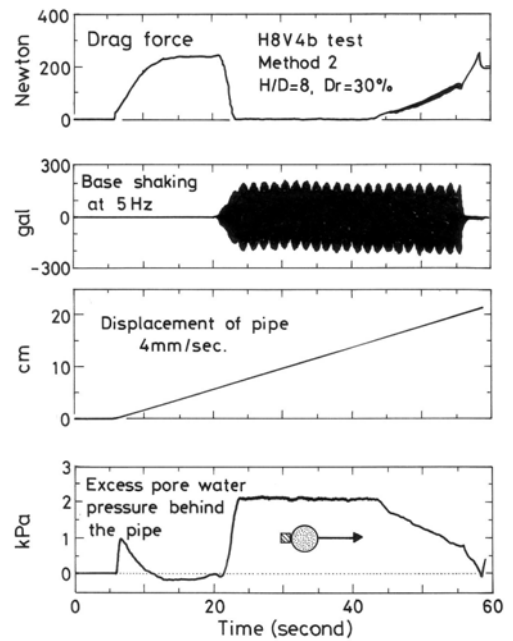 Newton
400
200
0
Drag force
H8V4b test
Method 2
H/D=8, Dr=30%
gal
300
0
-300
Base shaking
at 5 Hz
cm
20
10
0
Displacement of pipe
4mm/sec.
kPa
3
2
1
0
Excess pore water
pressure behind
the pipe
0 20 40 60
Time (second)